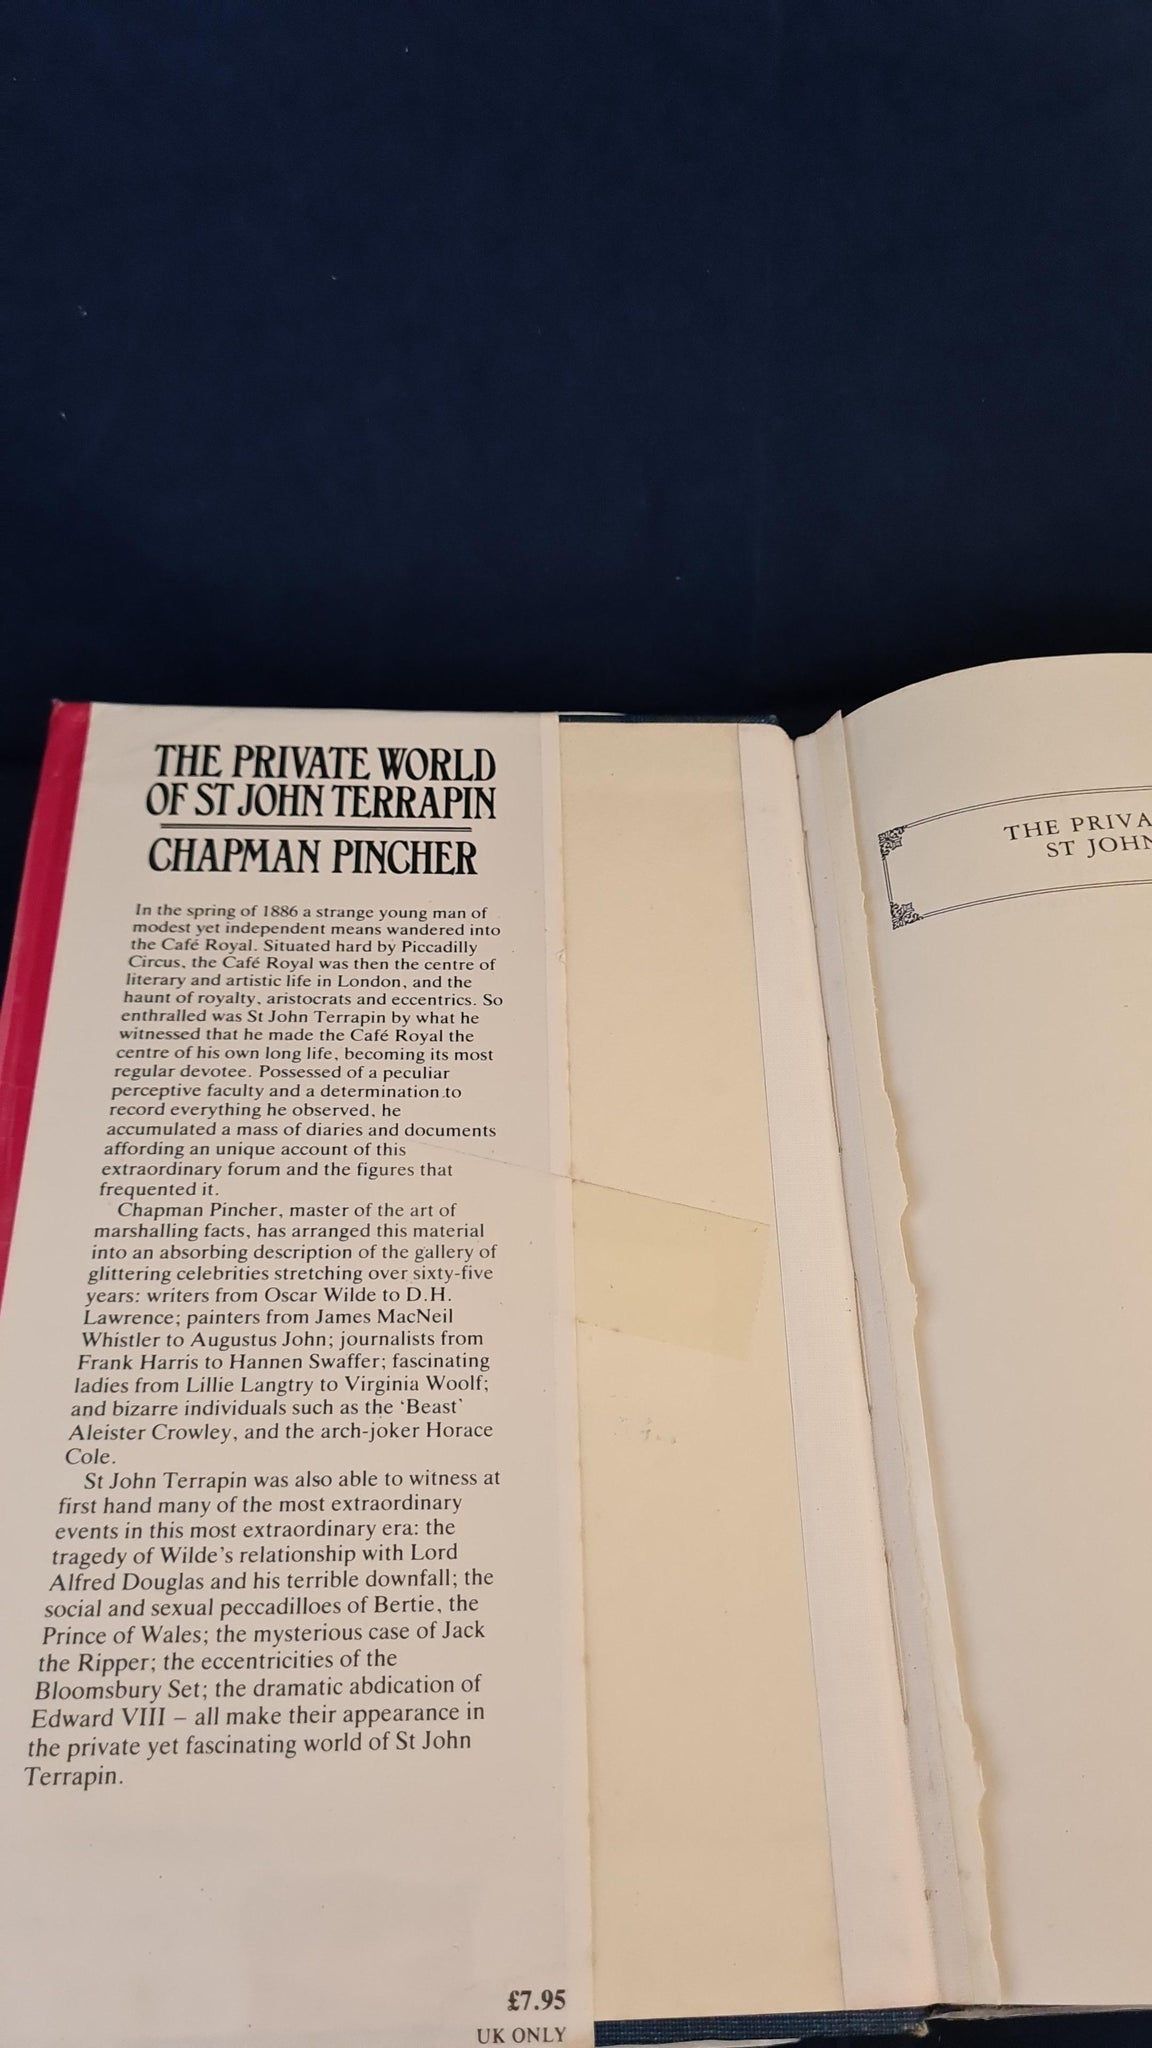 THE PRIVATE WORLD
OF ST JOHN TERRAPIN
CHAPMAN PINCHER
In the spring of 1886 a strange young man of
modest yet independent means wandered into
the Café Royal. Situated hard by Piccadilly
Circus, the Café Royal was then the centre of
literary and artistic life in London, and the
haunt of royalty, aristocrats and eccentrics. So
enthralled was St John Terrapin by what he
witnessed that he made the Café Royal the
centre of his own long life, becoming its most
regular devotee. Possessed of a peculiar
perceptive faculty and a determination to
record everything he observed, he
accumulated a mass of diaries and documents
affording an unique account of this
extraordinary forum and the figures that
frequented it.
Chapman Pincher, master of the art of
marshalling facts, has arranged this material
into an absorbing description of the gallery of
glittering celebrities stretching over sixty-five
years: writers from Oscar Wilde to D.H.
Lawrence; painters from James MacNeil
Whistler to Augustus John; journalists from
Frank Harris to Hannen Swaffer; fascinating
ladies from Lillie Langtry to Virginia Woolf;
and bizarre individuals such as the ‘Beast’
Aleister Crowley, and the arch-joker Horace
Cole.
St John Terrapin was also able to witness at
first hand many of the most extraordinary
events in this most extraordinary era: the
tragedy of Wilde's relationship with Lord
Alfred Douglas and his terrible downfall; the
social and sexual peccadilloes of Bertie, the
Prince of Wales; the mysterious case of Jack
the Ripper; the eccentricities of the
Bloomsbury Set; the dramatic abdication of
Edward VIII – all make their appearance in
the private yet fascinating world of St John
Terrapin.
£7.95
UK ONLY
THE PRIVA
ST JOHN